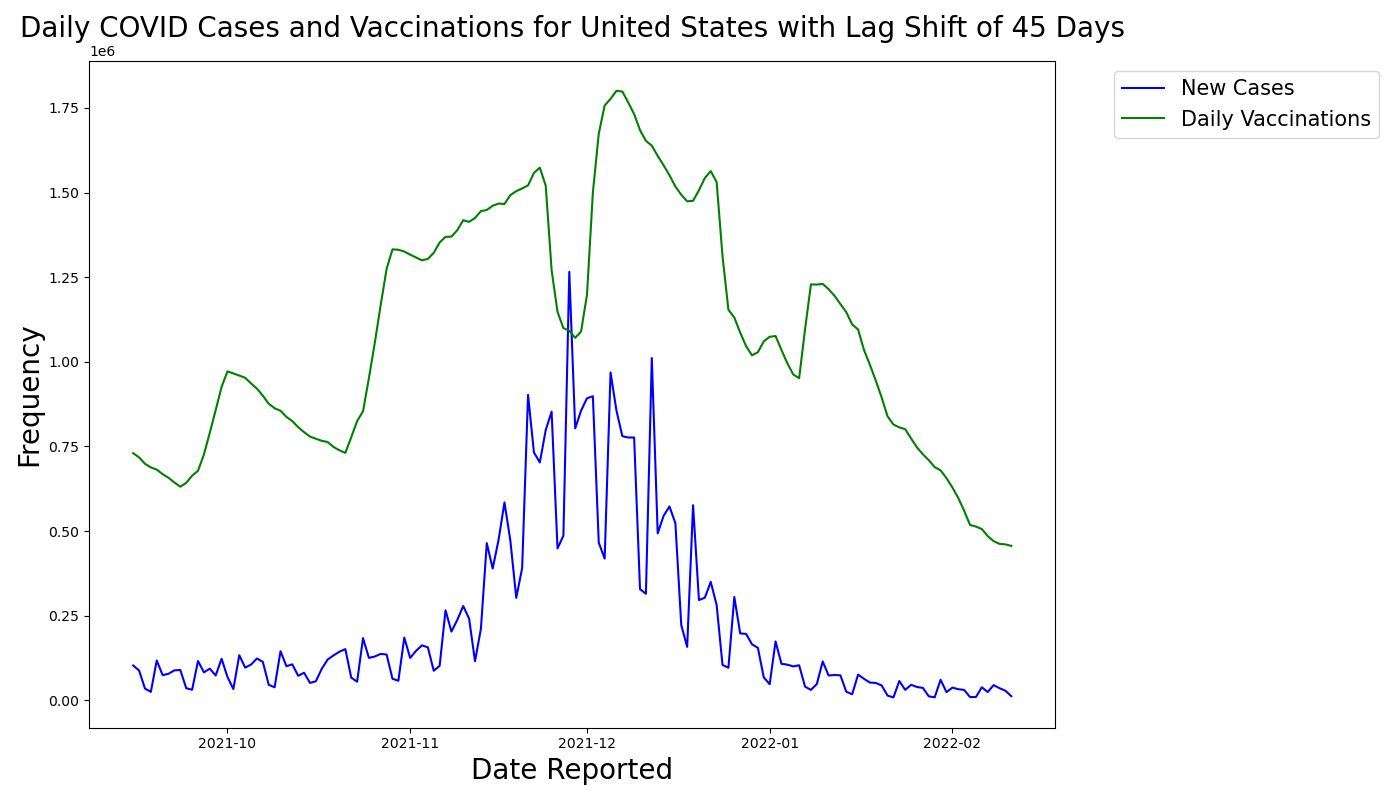 Daily COVID Cases and Vaccinations for United States with Lag Shift of 45 Days
1e6
New Cases
Daily Vaccinations
1.75
1.50
1.25
1.00
0.75
0.50
0.25
0.00
Frequency
2021-10 2021-11 2021-12 2022-01 2022-02
Date Reported